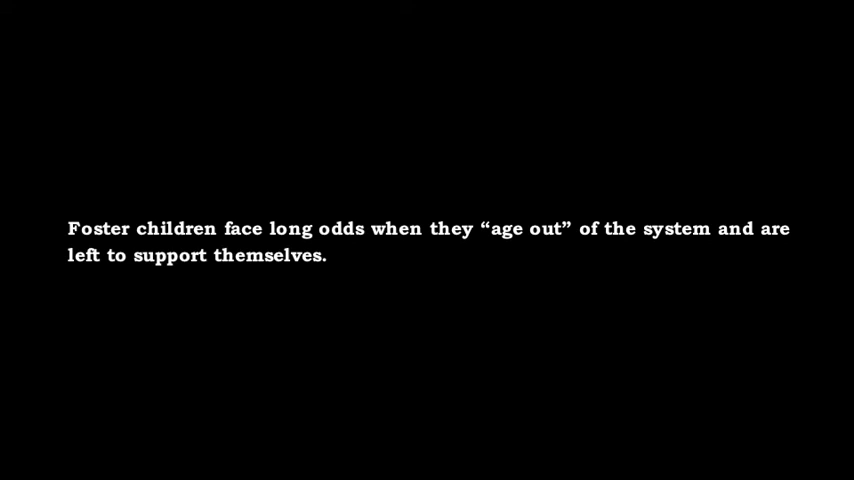 Foster children face long odds when they “age out” of the system and are
left to support themselves.